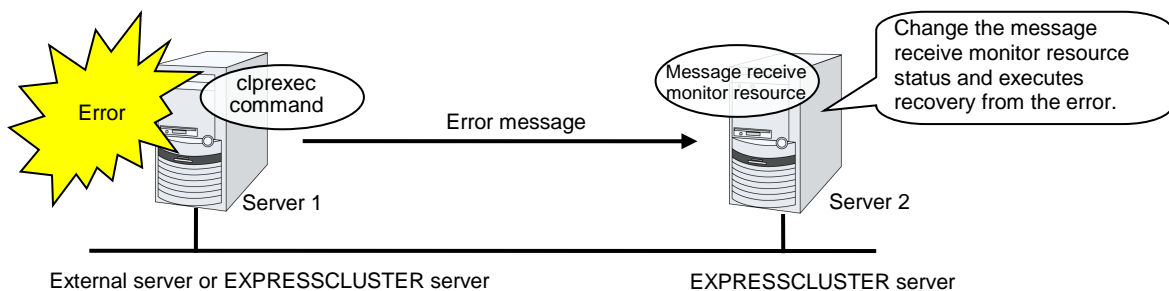 Change the message
receive monitor resource
status and executes
recovery from the error.
Error
clprexec
command
Message receive
monitor resource
Error message
Server 1
Server 2
External server or EXPRESSCLUSTER server
EXPRESSCLUSTER server